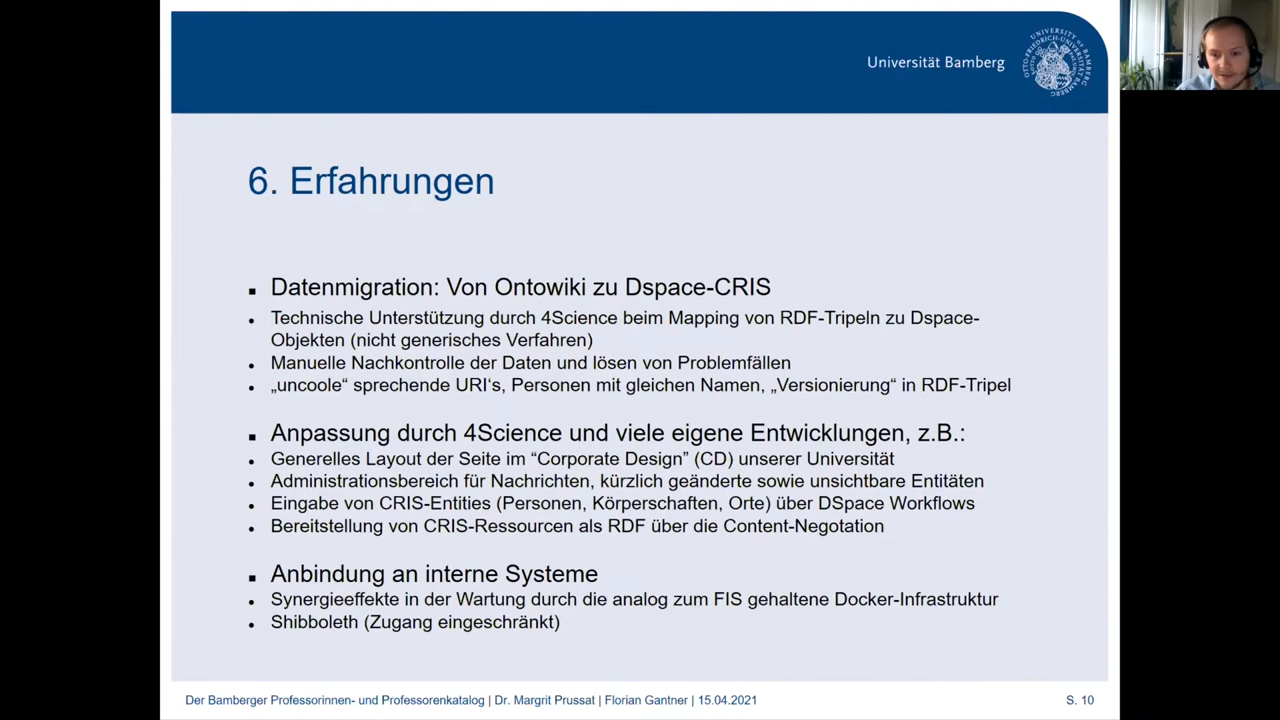 Universität Bamberg
6. Erfahrungen
Datenmigration: Von Ontowiki zu Dspace-CRIS
Technische Unterstützung durch 4Science beim Mapping von RDF-Tripeln zu Dspace-
Objekten (nicht generisches Verfahren)
Manuelle Nachkontrolle der Daten und lösen von Problemfällen
„uncoole“ sprechende URI‘s, Personen mit gleichen Namen, „Versionierung“ in RDF-Tripel
Anpassung durch 4Science und viele eigene Entwicklungen, z.B.:
Generelles Layout der Seite im “Corporate Design” (CD) unserer Universität
Administrationsbereich für Nachrichten, kürzlich geänderte sowie unsichtbare Entitäten
Eingabe von CRIS-Entities (Personen, Körperschaften, Orte) über DSpace Workflows
Bereitstellung von CRIS-Ressourcen als RDF über die Content-Negotation
Anbindung an interne Systeme
Synergieeffekte in der Wartung durch die analog zum FIS gehaltene Docker-Infrastruktur
Shibboleth (Zugang eingeschränkt)
Der Bamberger Professorinnen- und Professorenkatalog | Dr. Margrit Prussat | Florian Gantner | 15.04.2021
S. 10